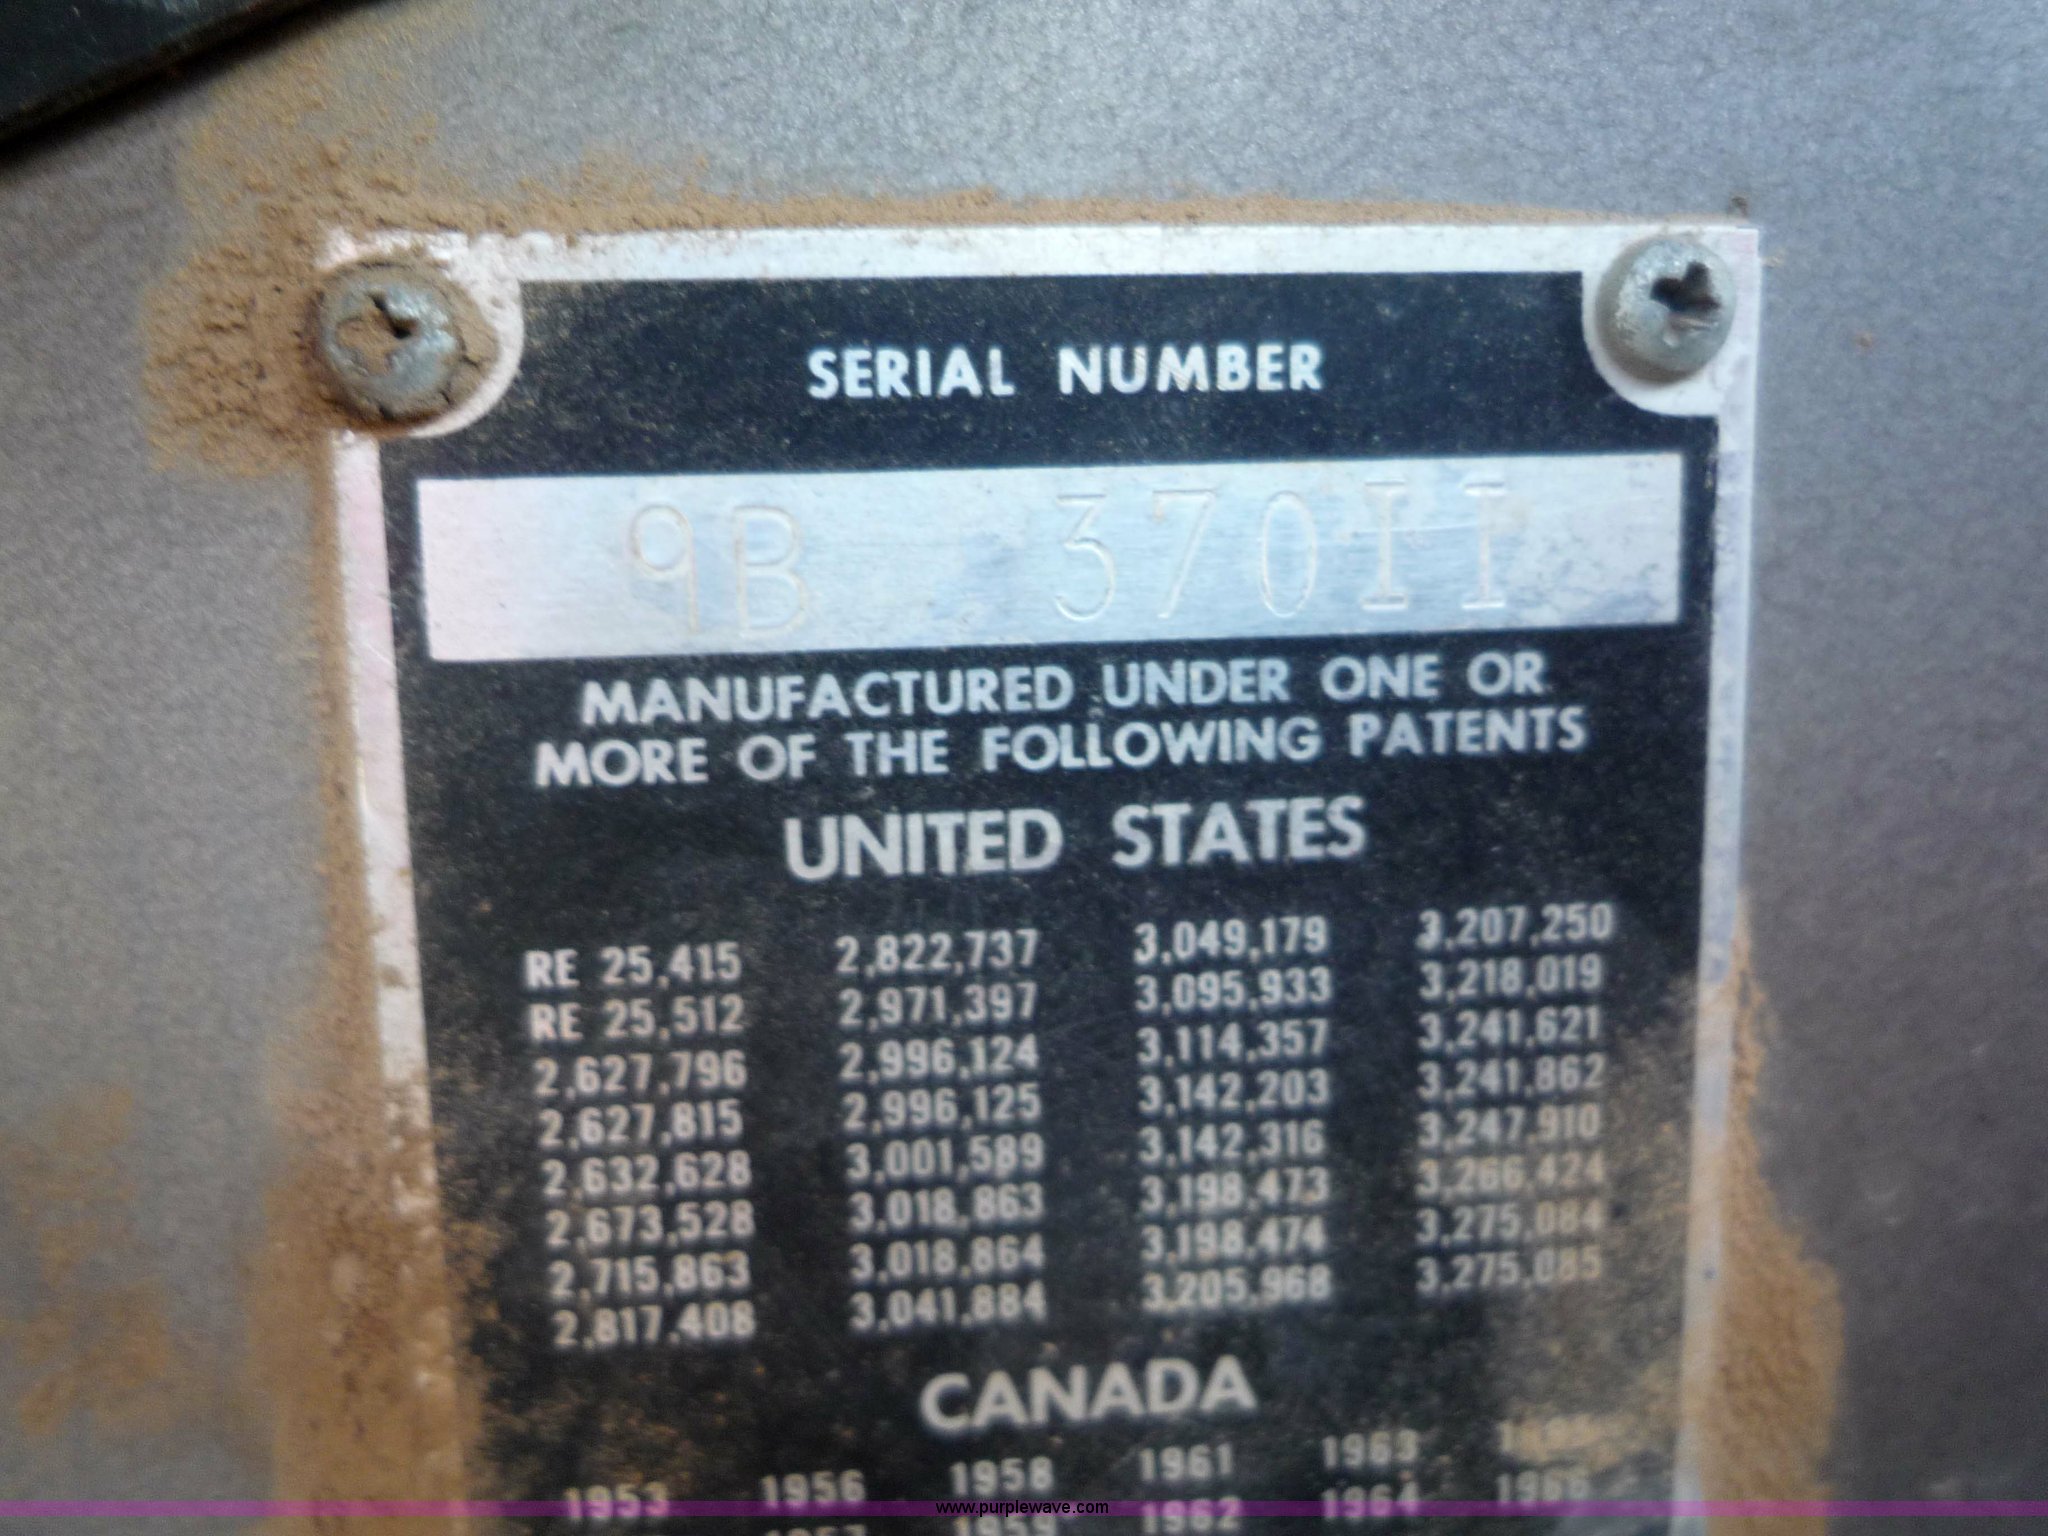 SERIAL NUMBER
9B 37011
MANUFACTURED UNDER ONE OR
MORE OF THE FOLLOWING PATENTS
UNITED STATES
RE 25,415 2,822,737 3,049,179 3,207,250
RE 25,512 2,971,397 3,095,933 3,218,019
2,627,796 2,996,124 3,114,357 3,241,621
2,627,815 2,996,125 3,142,203 3,241,862
2,632,628 3,001,589 3,142,316 3,247,910
2,673,528 3,018,863 3,198,473 3,266,424
2,715,863 3,018,864 3,198,474 3,275,084
2,817,408 3,041,884 3,205,968 3,275,085
CANADA
1953 1956 1958 1961 1963
1957 1959 1962 1964 1966
www.purplewave.com